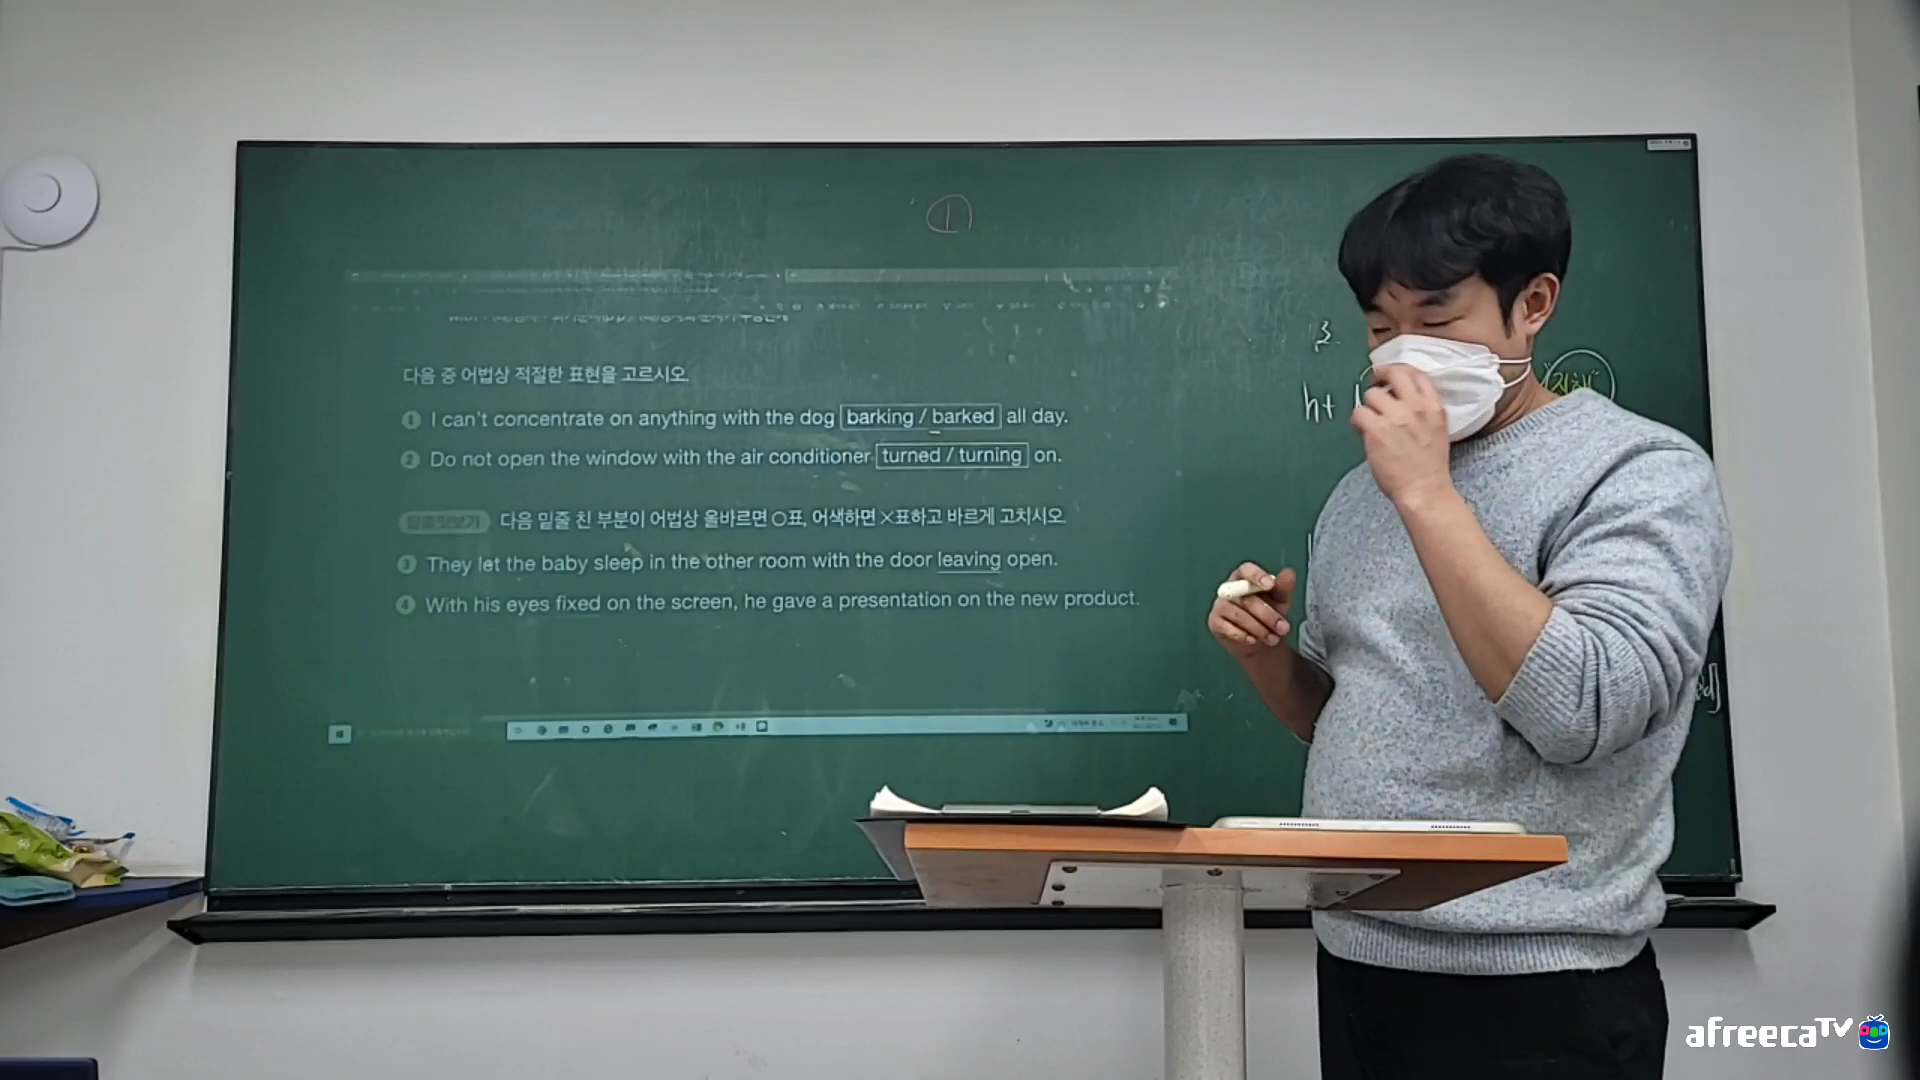 ①
다음 중 어법상 적절한 표현을 고르시오.
1 I can't concentrate on anything with the dog barking / barked all day.
2 Do not open the window with the air conditioner turned / turning on.
다음 밑줄 친 부분이 어법상 올바르면 ○표, 어색하면 ×표하고 바르게 고치시오.
3 They let the baby sleep in the other room with the door leaving open.
4 With his eyes fixed on the screen, he gave a presentation on the new product.
13.
ed]
afreecaTV